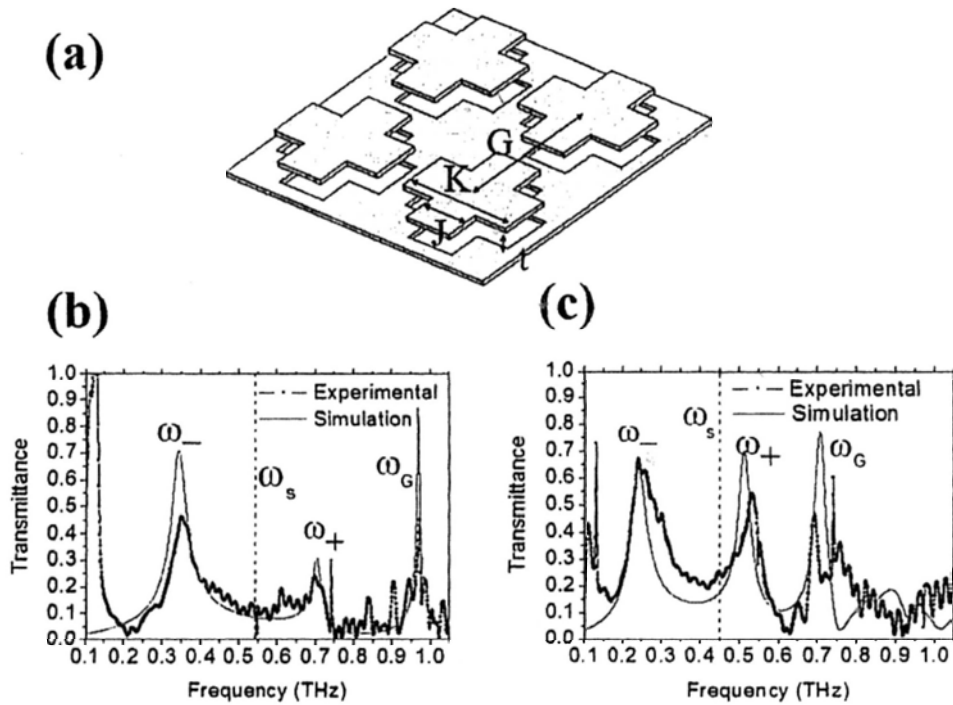 (a)
G
K
J
t
(b)
(c)
1.0
0.9
0.8
0.7
0.6
0.5
0.4
0.3
0.2
0.1
0.0
Transmittance
Experimental
Simulation
ω−
ωs
ω+
ωG
0.1 0.2 0.3 0.4 0.5 0.6 0.7 0.8 0.9 1.0
Frequency (THz)
1.0
0.9
0.8
0.7
0.6
0.5
0.4
0.3
0.2
0.1
0.0
Transmittance
Experimental
Simulation
ω−
ωs
ω+
ωG
0.1 0.2 0.3 0.4 0.5 0.6 0.7 0.8 0.9 1.0
Frequency (THz)